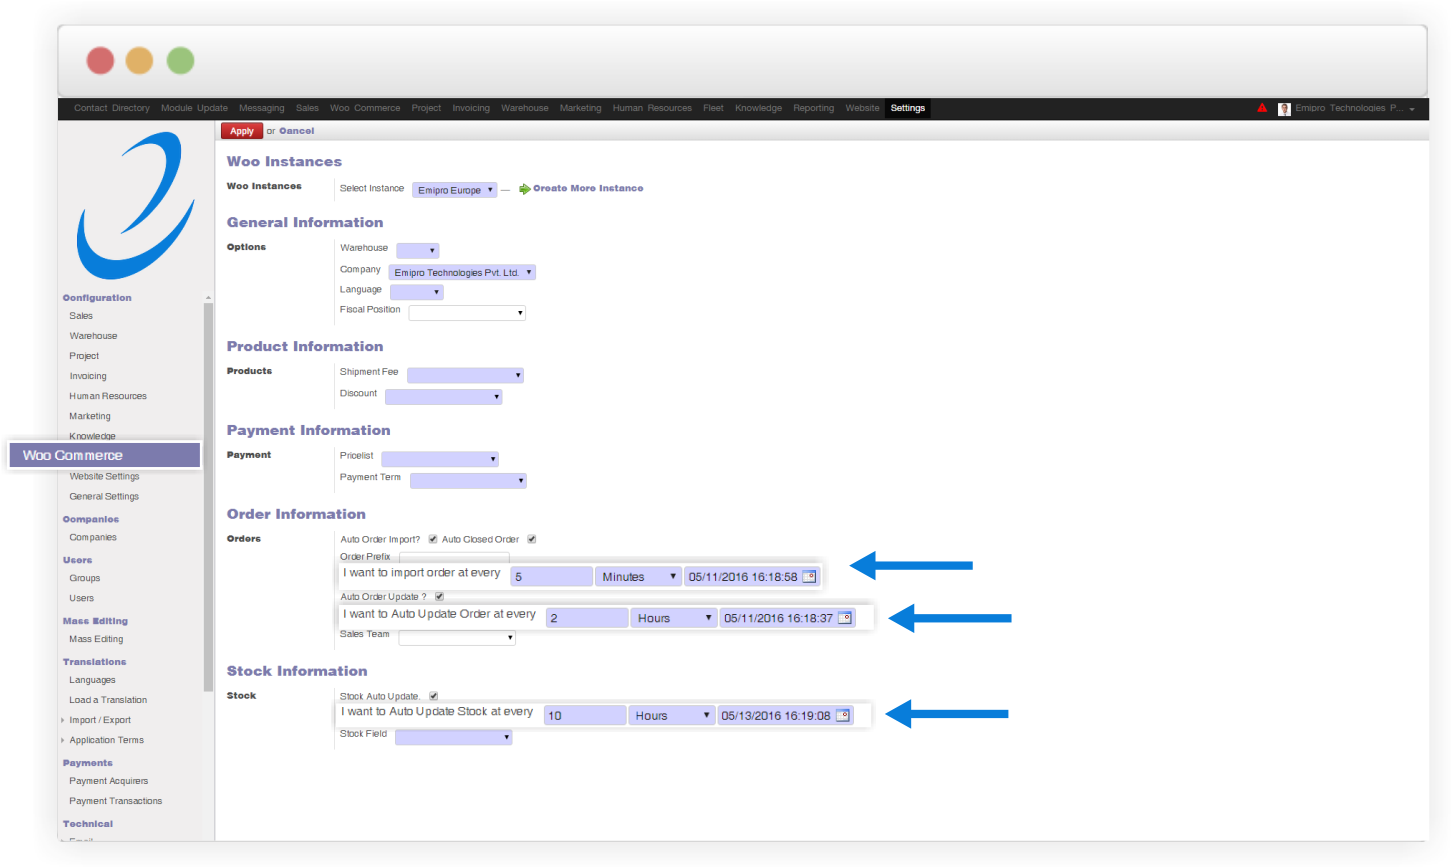 Contact Directory Module Update Messaging Sales Woo Commerce Project Invoicing Warehouse Marketing Human Resources Fleet Knowledge Reporting Website Settings Emipro Technologies P...
Apply or Cancel
Woo Instances
Woo Instances Select Instance Emipro Europe — Create More Instance
General Information
Options Warehouse
Company Emipro Technologies Pvt. Ltd.
Language
Fiscal Position
Product Information
Products Shipment Fee
Discount
Payment Information
Payment Pricelist
Payment Term
Order Information
Orders Auto Order Import? Auto Closed Order
Order Prefix
I want to import order at every 5 Minutes 05/11/2016 16:18:58
Auto Order Update ?
I want to Auto Update Order at every 2 Hours 05/11/2016 16:18:37
Sales Team
Stock Information
Stock Stock Auto Update.
I want to Auto Update Stock at every 10 Hours 05/13/2016 16:19:08
Stock Field
Configuration
Sales
Warehouse
Project
Invoicing
Human Resources
Marketing
Knowledge
Woo Commerce
Website Settings
General Settings
Companies
Companies
Users
Groups
Users
Mass Editing
Mass Editing
Translations
Languages
Load a Translation
Import / Export
Application Terms
Payments
Payment Acquirers
Payment Transactions
Technical
Email